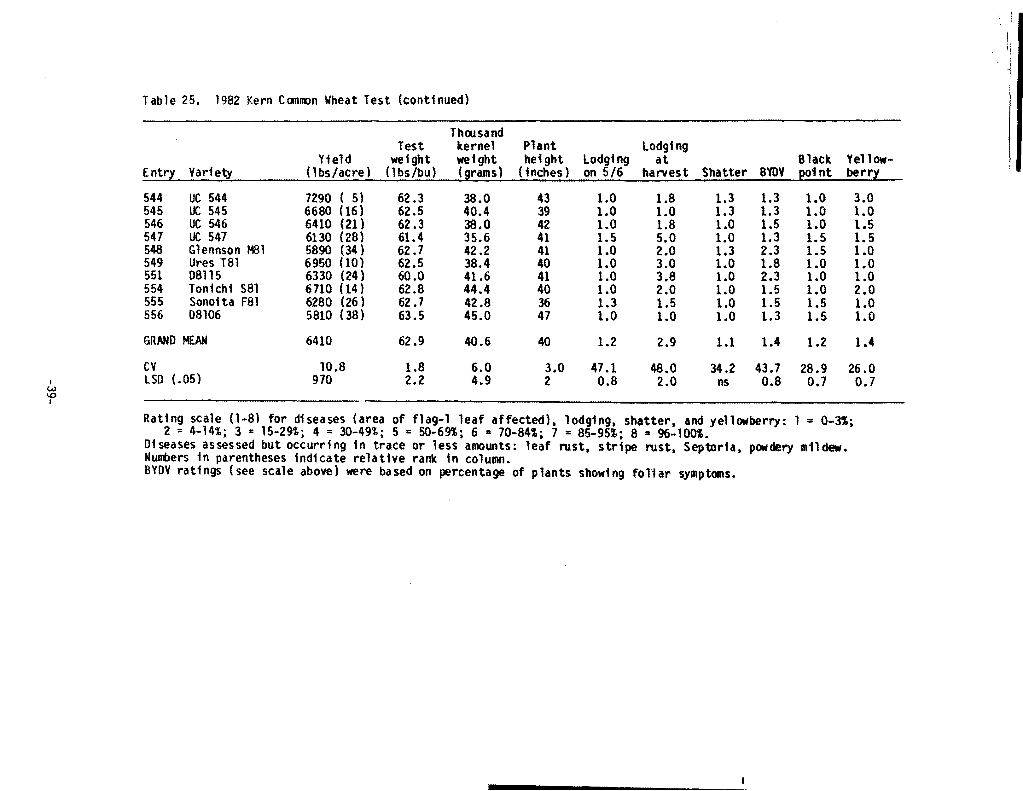 Table 25. 1982 Kern Common Wheat Test (continued)
Thousand
Test kernel Plant Lodging
Yield weight weight height Lodging at Black Yellow-
Entry Variety (lbs/acre) (lbs/bu) (grams) (inches) on 5/6 harvest Shatter BYDV point berry
544 UC 544 7290 ( 5) 62.3 38.0 43 1.0 1.8 1.3 1.3 1.0 3.0
545 UC 545 6680 (16) 62.5 40.4 39 1.0 1.0 1.3 1.3 1.0 1.0
546 UC 546 6410 (21) 62.3 38.0 42 1.0 1.8 1.0 1.5 1.0 1.5
547 UC 547 6130 (28) 61.4 35.6 41 1.5 5.0 1.0 1.3 1.5 1.5
548 Glennson M81 5890 (34) 62.7 42.2 41 1.0 2.0 1.3 2.3 1.5 1.0
549 Ures T81 6950 (10) 62.5 38.4 40 1.0 3.0 1.0 1.8 1.0 1.0
551 D8115 6330 (24) 60.0 41.6 41 1.0 3.8 1.0 2.3 1.0 1.0
554 Tonichi S81 6710 (14) 62.8 44.4 40 1.0 2.0 1.0 1.5 1.0 2.0
555 Sonoita F81 6280 (26) 62.7 42.8 36 1.3 1.5 1.0 1.5 1.5 1.0
556 D8106 5810 (38) 63.5 45.0 47 1.0 1.0 1.0 1.3 1.5 1.0
GRAND MEAN 6410 62.9 40.6 40 1.2 2.9 1.1 1.4 1.2 1.4
CV 10.8 1.8 6.0 3.0 47.1 48.0 34.2 43.7 28.9 26.0
LSD (.05) 970 2.2 4.9 2 0.8 2.0 ns 0.8 0.7 0.7
Rating scale (1-8) for diseases (area of flag-1 leaf affected), lodging, shatter, and yellowberry: 1 = 0-3%;
2 = 4-14%; 3 = 15-29%; 4 = 30-49%; 5 = 50-69%; 6 = 70-84%; 7 = 85-95%; 8 = 96-100%.
Diseases assessed but occurring in trace or less amounts: leaf rust, stripe rust, Septoria, powdery mildew.
Numbers in parentheses indicate relative rank in column.
BYDV ratings (see scale above) were based on percentage of plants showing foliar symptoms.
-39-